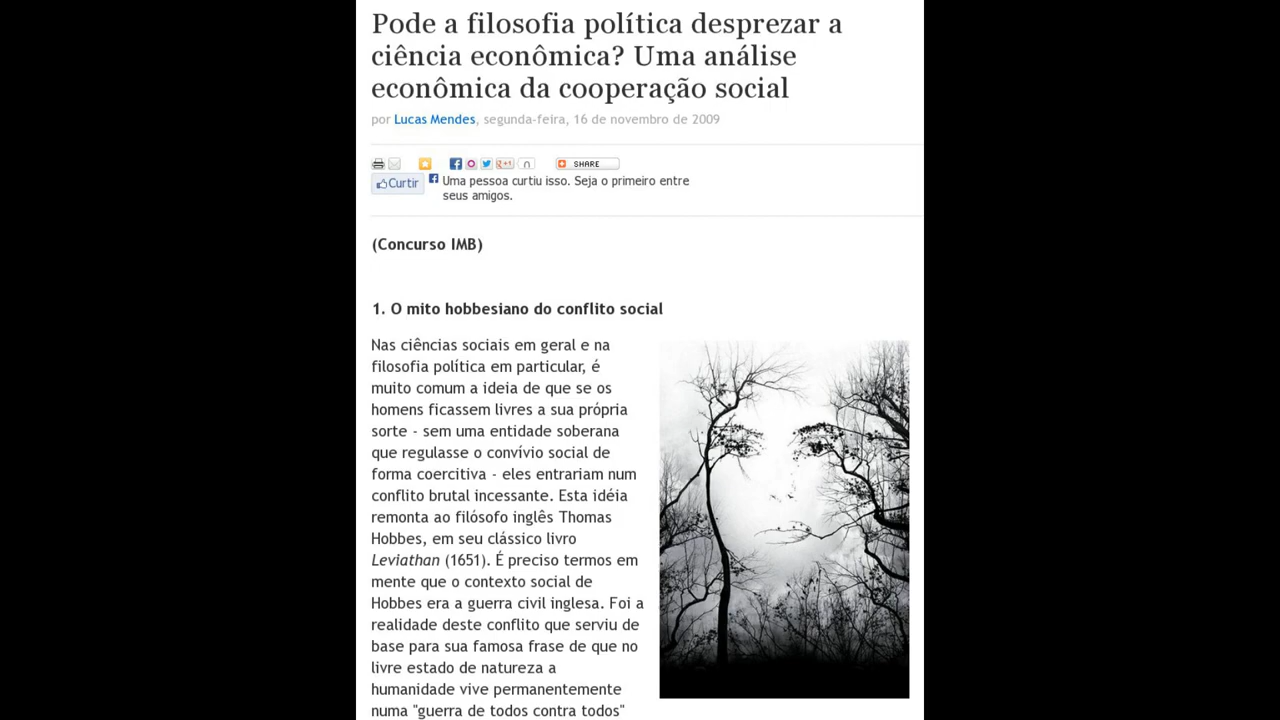 Pode a filosofia política desprezar a
ciência econômica? Uma análise
econômica da cooperação social
por Lucas Mendes, segunda-feira, 16 de novembro de 2009
SHARE
Curtir
Uma pessoa curtiu isso. Seja o primeiro entre
seus amigos.
(Concurso IMB)
1. O mito hobbesiano do conflito social
Nas ciências sociais em geral e na
filosofia política em particular, é
muito comum a ideia de que se os
homens ficassem livres a sua própria
sorte - sem uma entidade soberana
que regulasse o convívio social de
forma coercitiva - eles entrariam num
conflito brutal incessante. Esta idéia
remonta ao filósofo inglês Thomas
Hobbes, em seu clássico livro
Leviathan (1651). É preciso termos em
mente que o contexto social de
Hobbes era a guerra civil inglesa. Foi a
realidade deste conflito que serviu de
base para sua famosa frase de que no
livre estado de natureza a
humanidade vive permanentemente
numa "guerra de todos contra todos"